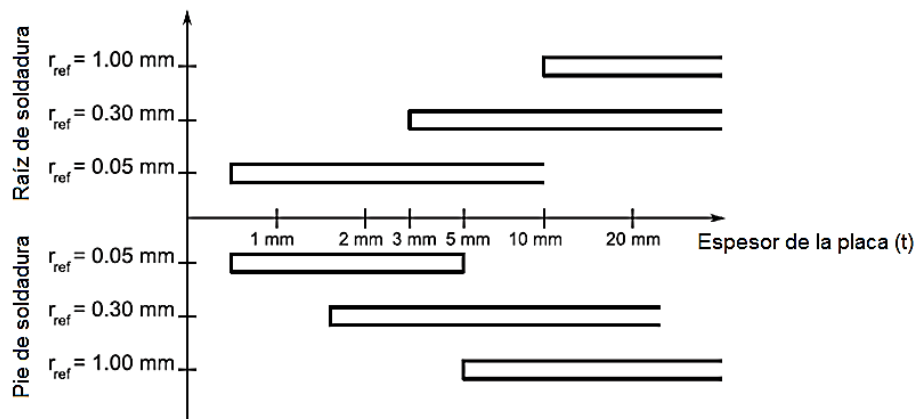 Raíz de soldadura
r_ref = 1.00 mm
r_ref = 0.30 mm
r_ref = 0.05 mm
1 mm 2 mm 3 mm 5 mm 10 mm 20 mm
Espesor de la placa (t)
Pie de soldadura
r_ref = 0.05 mm
r_ref = 0.30 mm
r_ref = 1.00 mm